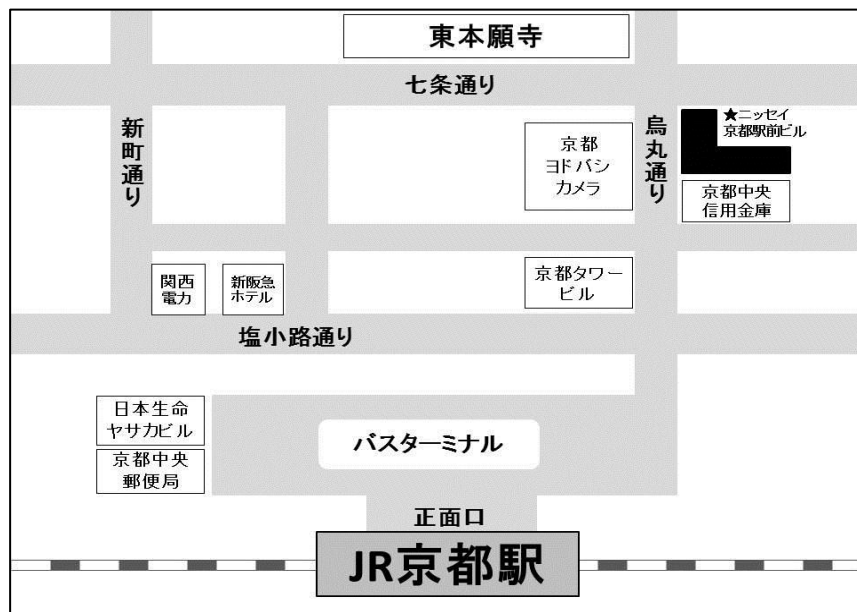 東本願寺
七条通り
新町通り
烏丸通り
★ニッセイ
京都駅前ビル
京都
ヨドバシ
カメラ
京都中央
信用金庫
関西
電力
新阪急
ホテル
京都タワー
ビル
塩小路通り
日本生命
ヤサカビル
京都中央
郵便局
バスターミナル
正面口
JR京都駅